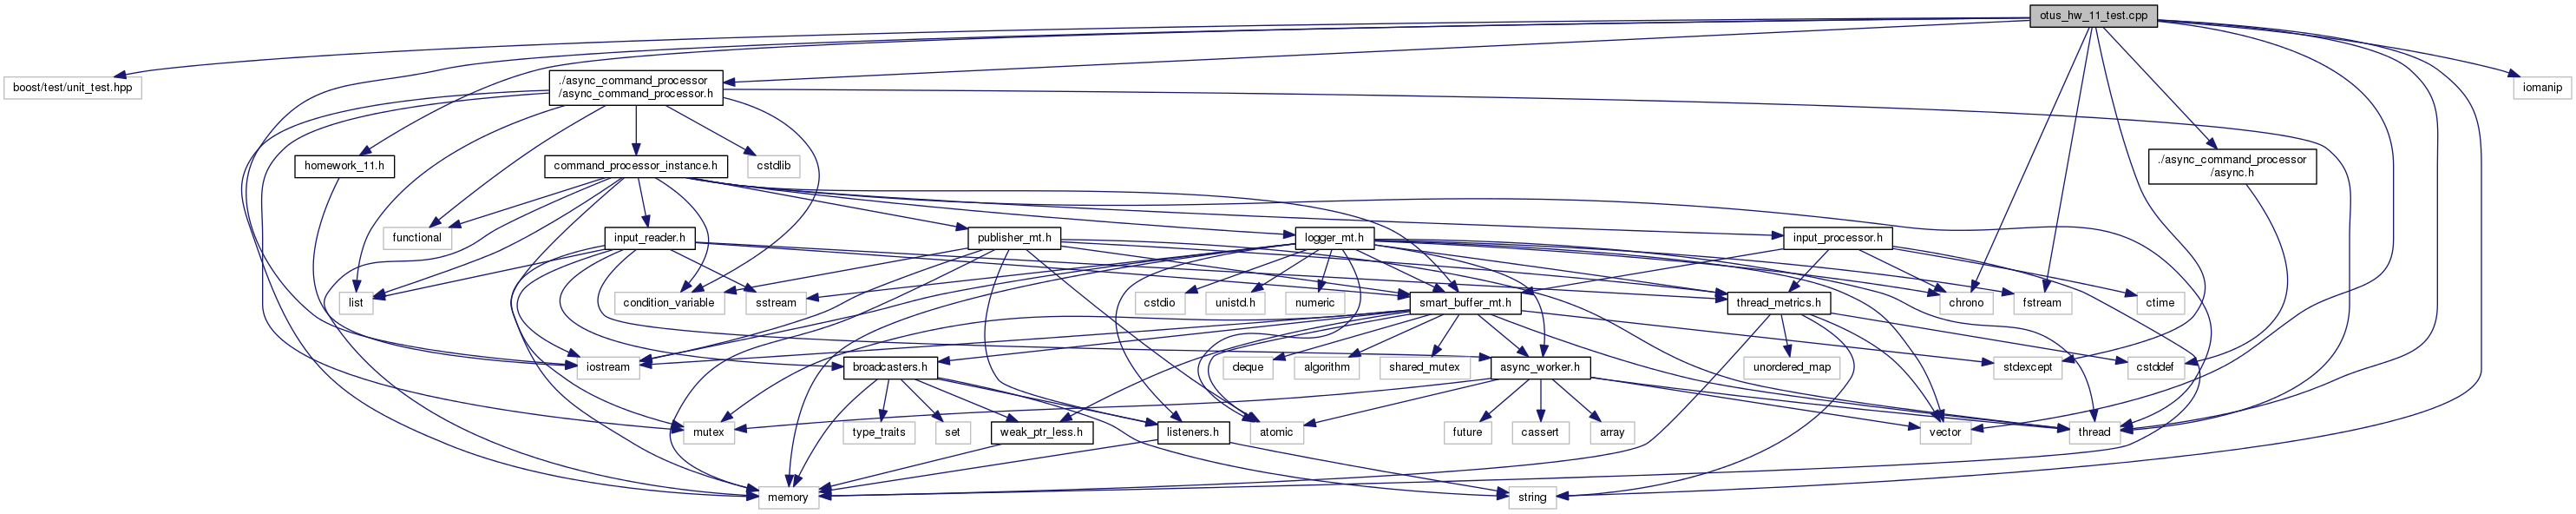 otus_hw_11_test.cpp
boost/test/unit_test.hpp
./async_command_processor
/async_command_processor.h
iomanip
homework_11.h
command_processor_instance.h
cstdlib
./async_command_processor
/async.h
functional
input_reader.h
publisher_mt.h
logger_mt.h
input_processor.h
list
condition_variable
sstream
cstdio
unistd.h
numeric
smart_buffer_mt.h
thread_metrics.h
chrono
fstream
ctime
iostream
broadcasters.h
deque
algorithm
shared_mutex
async_worker.h
unordered_map
stdexcept
cstddef
mutex
type_traits
set
weak_ptr_less.h
listeners.h
atomic
future
cassert
array
vector
thread
memory
string